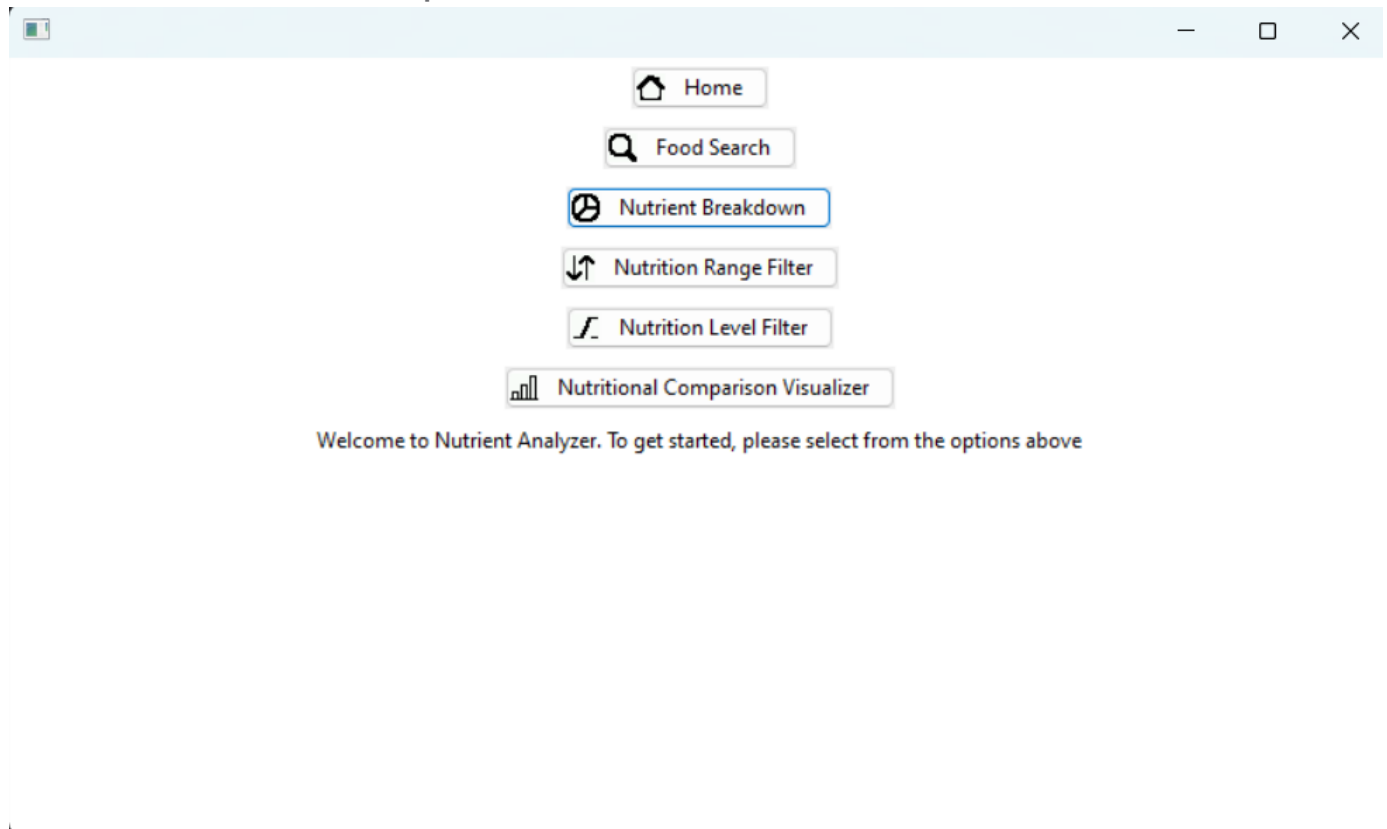 Home
Food Search
Nutrient Breakdown
Nutrition Range Filter
Nutrition Level Filter
Nutritional Comparison Visualizer
Welcome to Nutrient Analyzer. To get started, please select from the options above